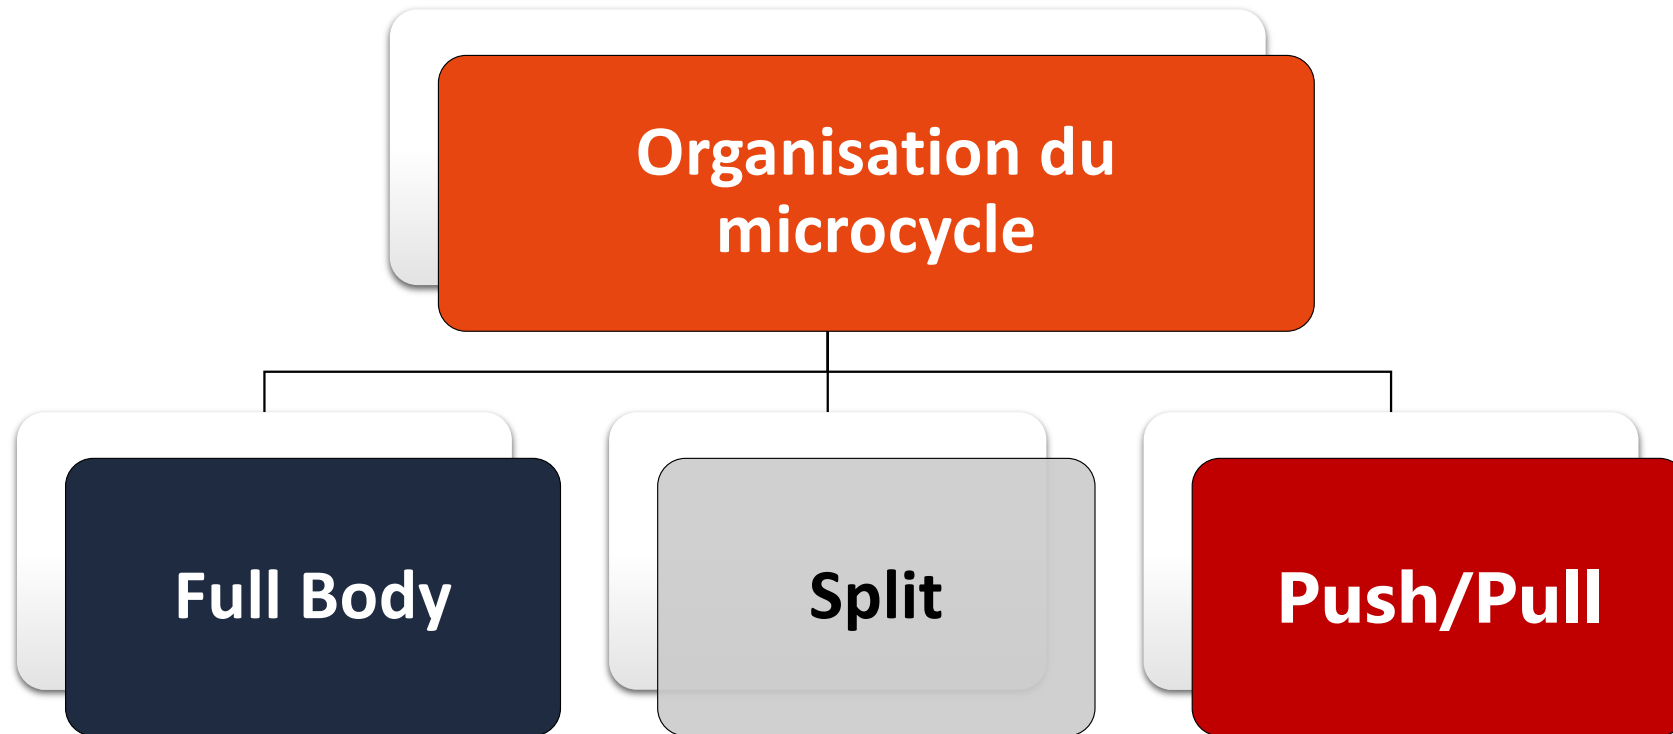 Organisation du
microcycle
Full Body
Split
Push/Pull